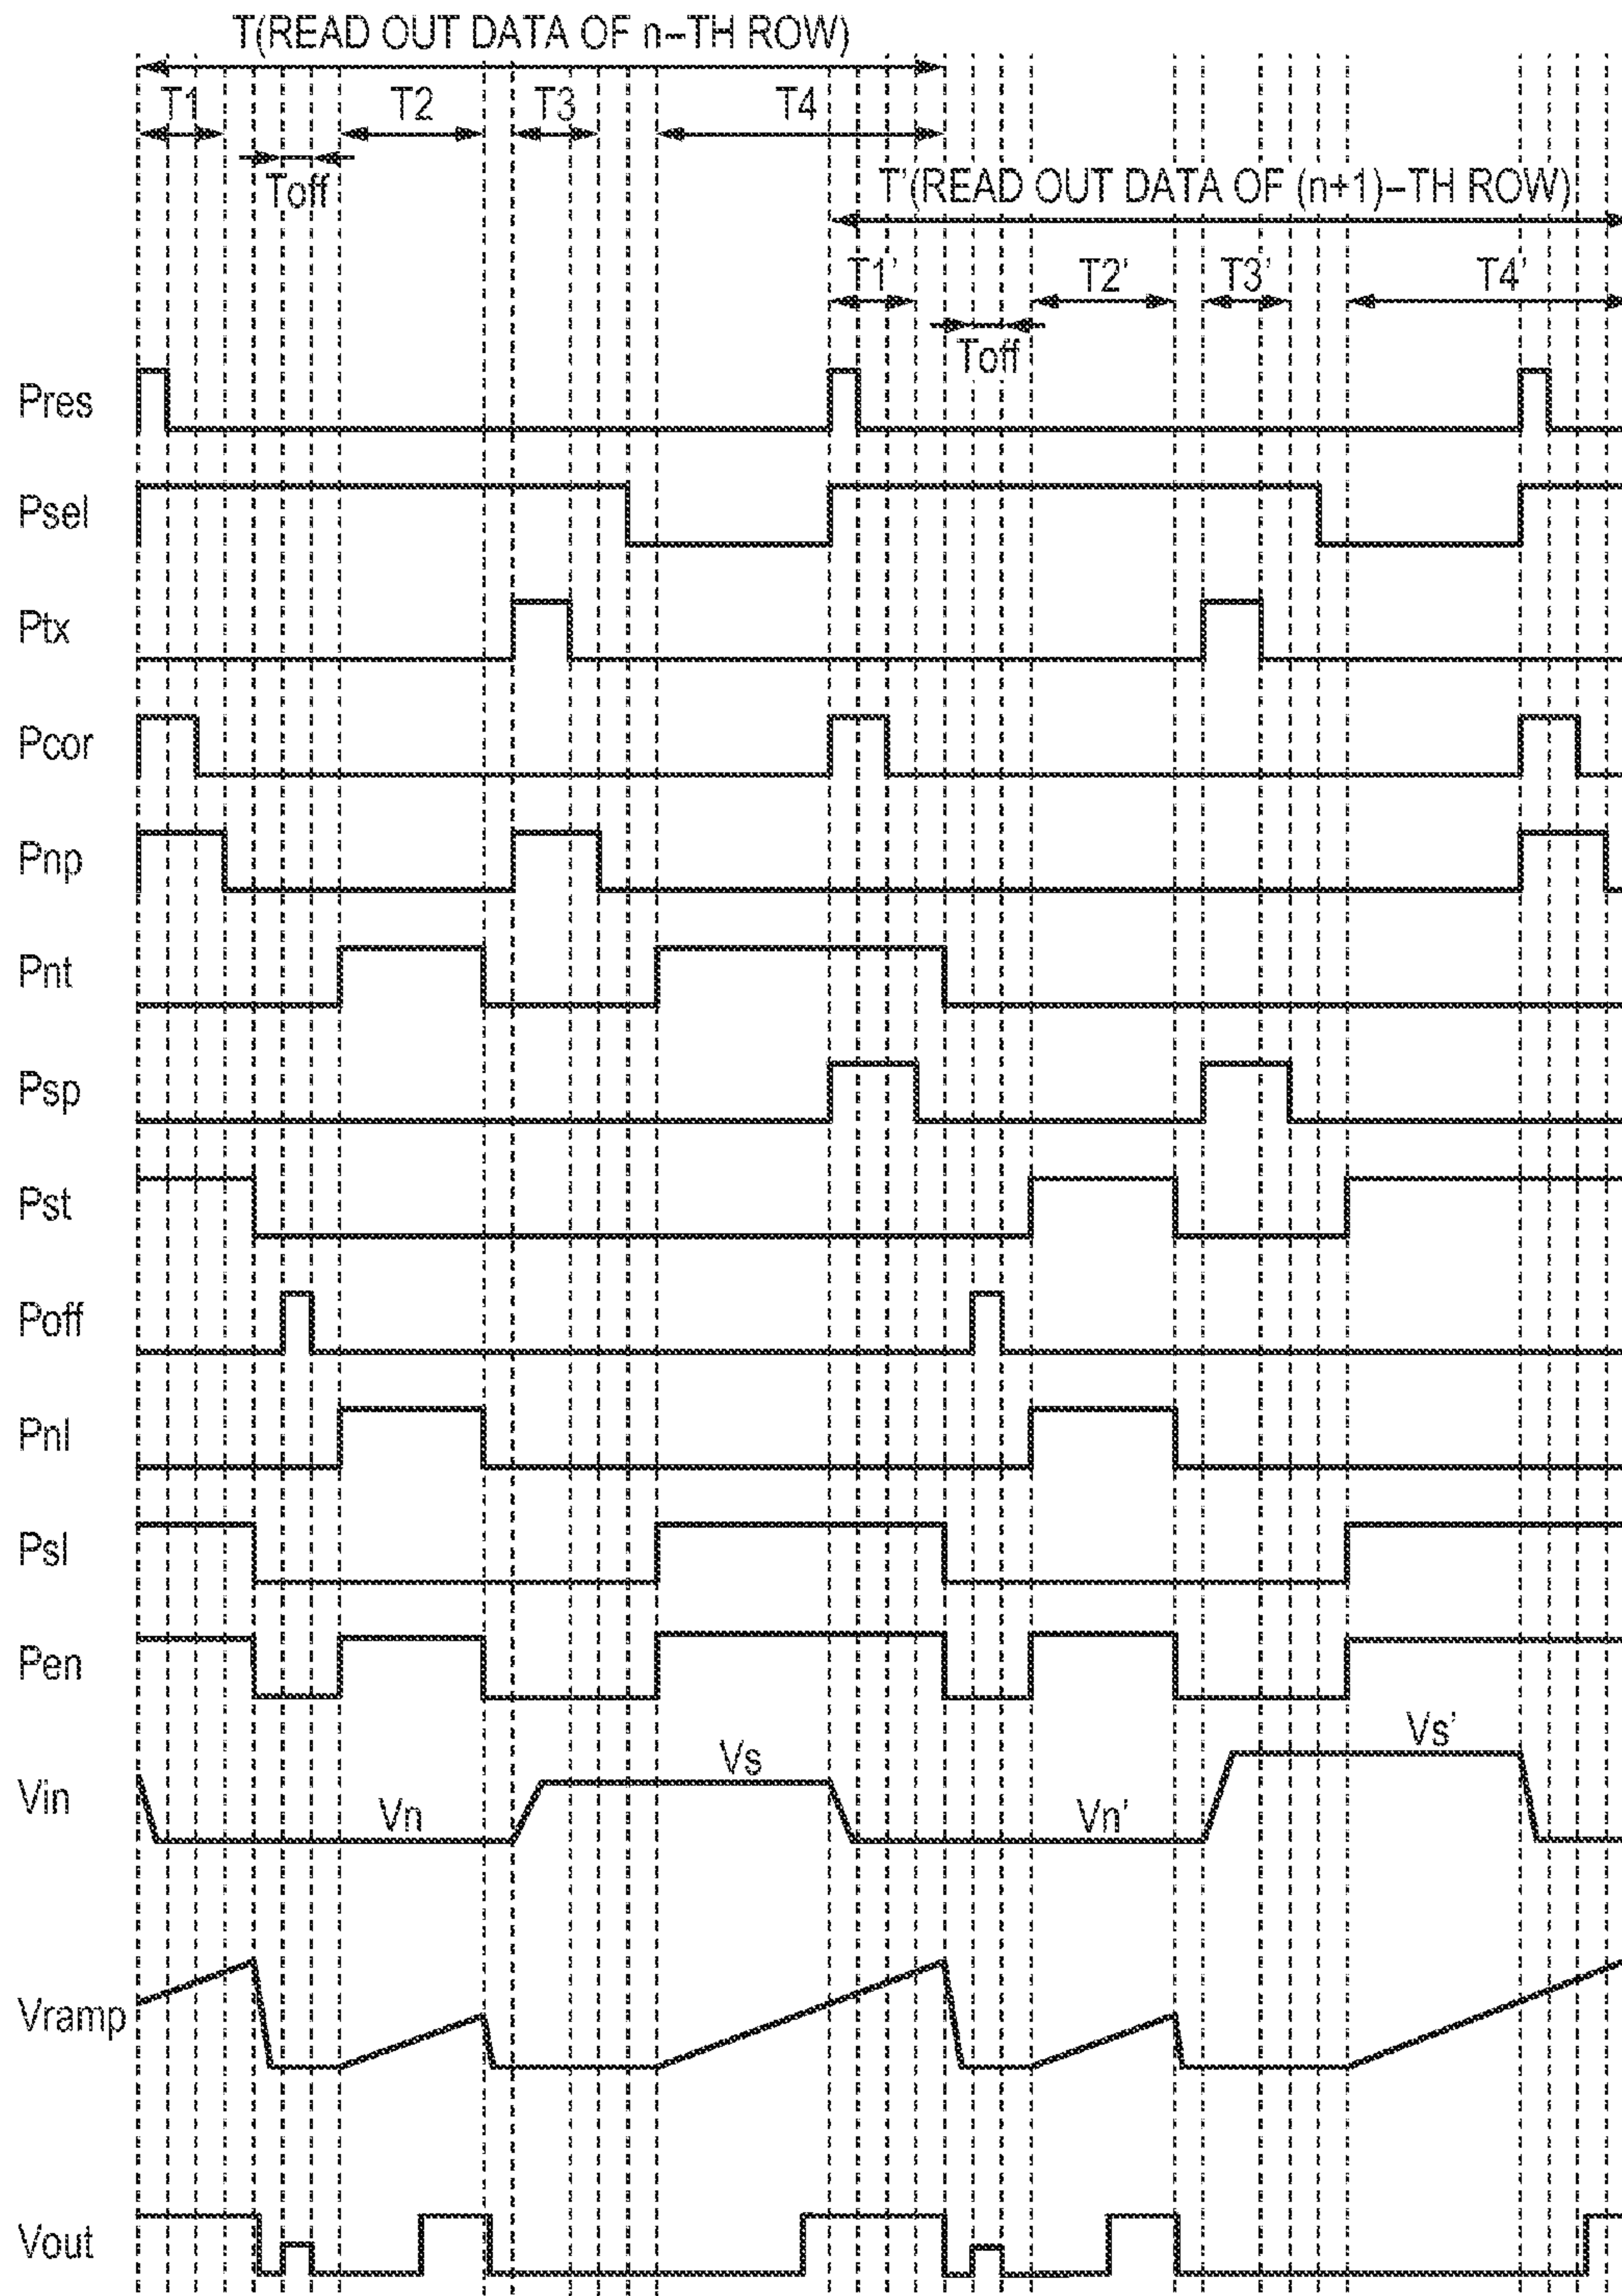 T(READ OUT DATA OF n–TH ROW)
T1 T2 T3 T4
Toff
T'(READ OUT DATA OF (n+1)–TH ROW)
T1' T2' T3' T4'
Toff
Pres
Psel
Ptx
Pcor
Pnp
Pnt
Psp
Pst
Poff
Pnl
Psl
Pen
Vin Vn Vs Vn' Vs'
Vramp
Vout